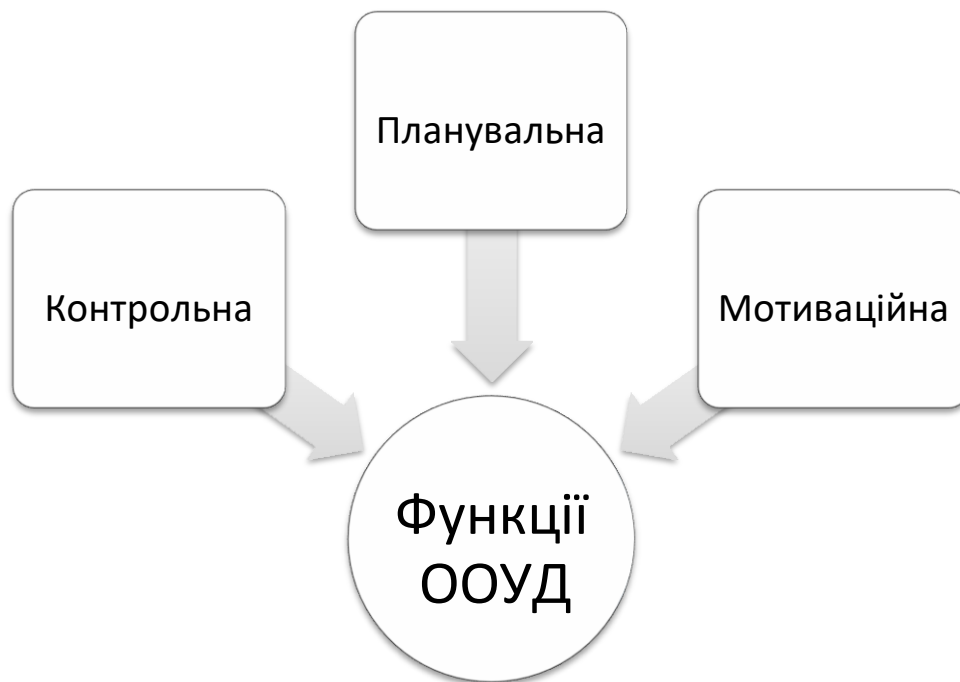 Планувальна
Контрольна
Мотиваційна
Функції
ООУД